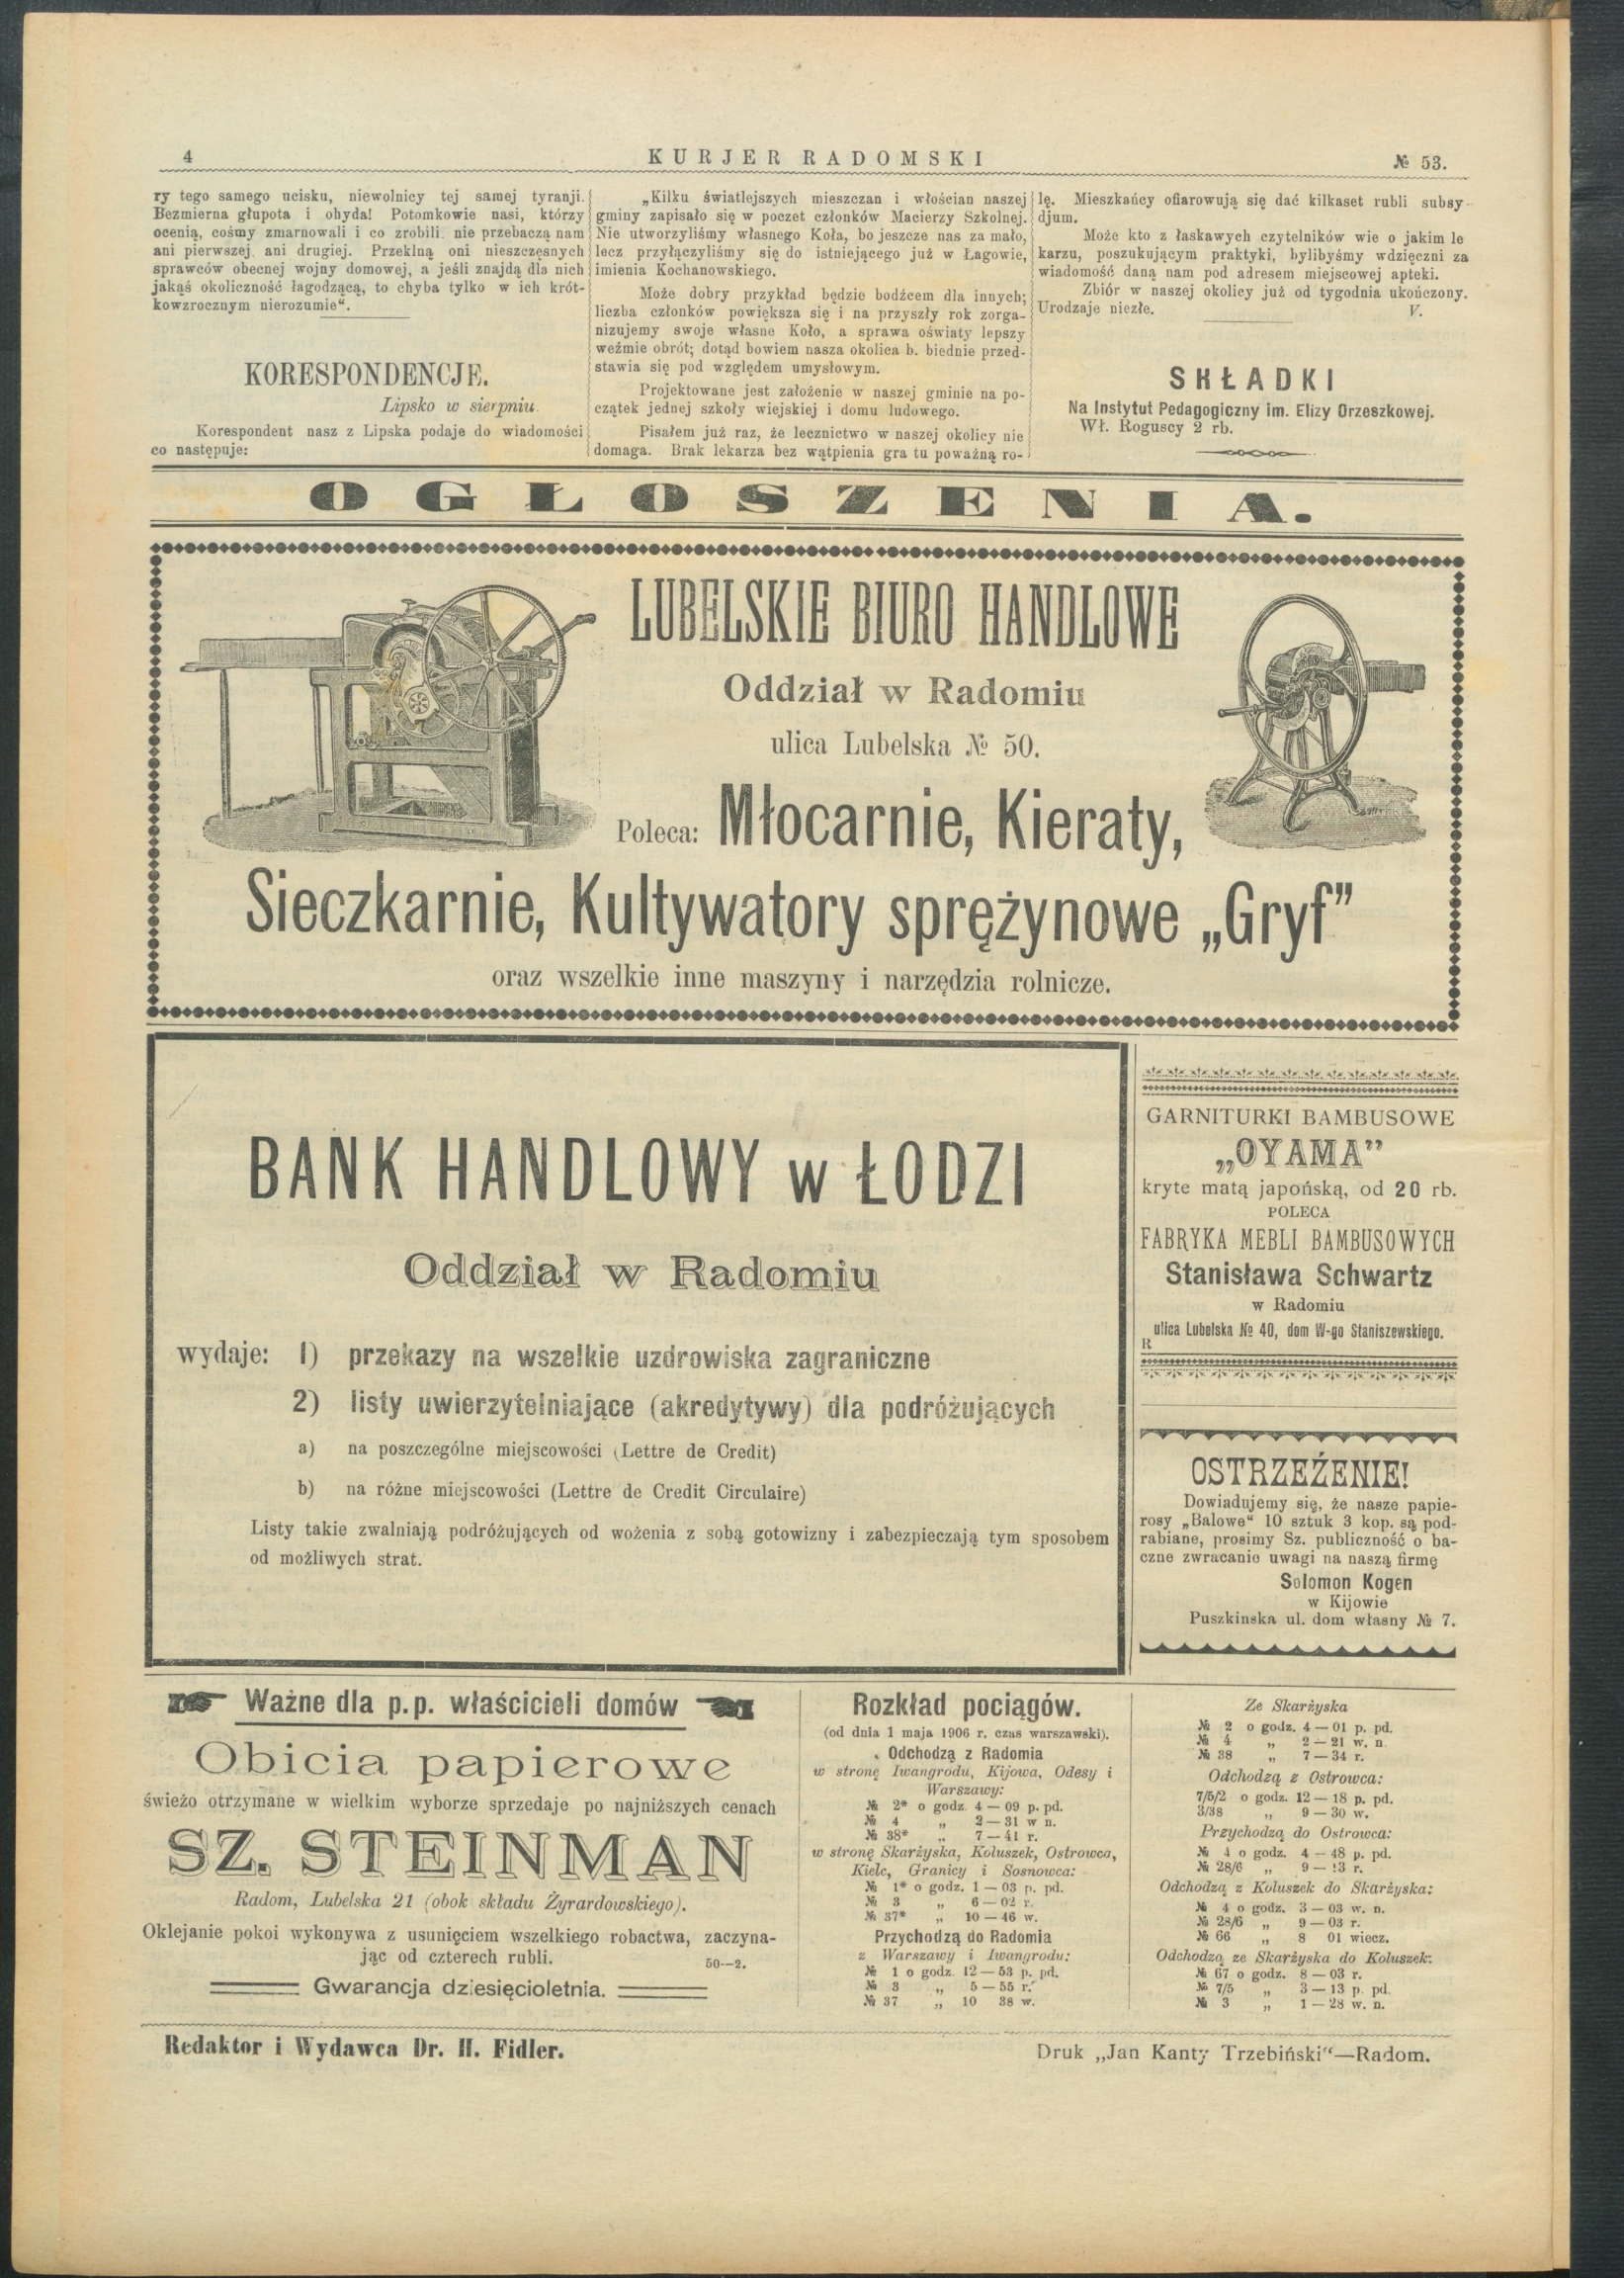 4
KURJER RADOMSKI
№ 53.
ry tego samego ucisku, niewolnicy tej samej tyranji.
Bezmierna głupota i ohyda! Potomkowie nasi, którzy
ocenią, cośmy zmarnowali i co zrobili, nie przebaczą nam
ani pierwszej, ani drugiej. Przeklną oni nieszczęsnych
sprawców obecnej wojny domowej, a jeśli znajdą dla nich
jakąś okoliczność łagodzącą, to chyba tylko w ich krót-
kowzrocznym nierozumie“.
KORESPONDENCJE.
Lipsko w sierpniu.
Korespondent nasz z Lipska podaje do wiadomości
co następuje:
„Kilku światlejszych mieszczan i włościan naszej
gminy zapisało się w poczet członków Macierzy Szkolnej.
Nie utworzyliśmy własnego Koła, bo jeszcze nas za mało,
lecz przyłączyliśmy się do istniejącego już w Łagowie,
imienia Kochanowskiego.
Może dobry przykład będzie bodźcem dla innych;
liczba członków powiększa się i na przyszły rok zorga-
nizujemy swoje własne Koło, a sprawa oświaty lepszy
weźmie obrót; dotąd bowiem nasza okolica b. biednie przed-
stawia się pod względem umysłowym.
Projektowane jest założenie w naszej gminie na po-
czątek jednej szkoły wiejskiej i domu ludowego.
Pisałem już raz, że lecznictwo w naszej okolicy nie
domaga. Brak lekarza bez wątpienia gra tu poważną ro-
lę. Mieszkańcy ofiarowują się dać kilkaset rubli subsy-
djum.
Może kto z łaskawych czytelników wie o jakim le
karzu, poszukującym praktyki, bylibyśmy wdzięczni za
wiadomość daną nam pod adresem miejscowej apteki.
Zbiór w naszej okolicy już od tygodnia ukończony.
Urodzaje niezłe.
V.
SKŁADKI
Na Instytut Pedagogiczny im. Elizy Orzeszkowej.
Wł. Roguscy 2 rb.
OGŁOSZENIA.
LUBELSKIE BIURO HANDLOWE
Oddział w Radomiu
ulica Lubelska № 50.
Poleca: Młocarnie, Kieraty,
Sieczkarnie, Kultywatory sprężynowe „Gryf”
oraz wszelkie inne maszyny i narzędzia rolnicze.
BANK HANDLOWY w ŁODZI
Oddział w Radomiu
wydaje: 1) przekazy na wszelkie uzdrowiska zagraniczne
2) listy uwierzytelniające (akredytywy) dla podróżujących
a) na poszczególne miejscowości (Lettre de Credit)
b) na różne miejscowości (Lettre de Credit Circulaire)
Listy takie zwalniają podróżujących od wożenia z sobą gotowizny i zabezpieczają tym sposobem
od możliwych strat.
GARNITURKI BAMBUSOWE
„OYAMA”
kryte matą japońską, od 20 rb.
POLECA
FABRYKA MEBLI BAMBUSOWYCH
Stanisława Schwartz
w Radomiu
ulica Lubelska № 40, dom W-go Staniszewskiego.
R
OSTRZEŻENIE!
Dowiadujemy się, że nasze papie-
rosy „Balowe“ 10 sztuk 3 kop. są pod-
rabiane, prosimy Sz. publiczność o ba-
czne zwracanie uwagi na naszą firmę
Solomon Kogen
w Kijowie
Puszkinska ul. dom własny № 7.
Ważne dla p.p. właścicieli domów
Obicia papierowe
świeżo otrzymane w wielkim wyborze sprzedaje po najniższych cenach
SZ. STEINMAN
Radom, Lubelska 21 (obok składu Żyrardowskiego).
Oklejanie pokoi wykonywa z usunięciem wszelkiego robactwa, zaczyna-
jąc od czterech rubli.
50—2.
Gwarancja dziesięcioletnia.
Rozkład pociągów.
(od dnia 1 maja 1906 r. czas warszawski).
Odchodzą z Radomia
w stronę Iwangrodu, Kijowa, Odesy i
Warszawy:
№ 2* o godz. 4 — 09 p. pd.
№ 4 „ 2 — 31 w n.
№ 38* „ 7 — 41 r.
w stronę Skarżyska, Koluszek, Ostrowca,
Kielc, Granicy i Sosnowca:
№ 1* o godz. 1 — 03 p. pd.
№ 3 „ 6 — 02 r.
№ 37* „ 10 — 46 w.
Przychodzą do Radomia
z Warszawy i Iwangrodu:
№ 1 o godz. 12 — 53 p. pd.
№ 3 „ 5 — 55 r.
№ 37 „ 10 38 w.
Ze Skarżyska
№ 2 o godz. 4 — 01 p. pd.
№ 4 „ 2 — 21 w. n.
№ 38 „ 7 — 34 r.
Odchodzą z Ostrowca:
7/5/2 o godz. 12 — 18 p. pd.
3/38 „ 9 — 30 w.
Przychodzą do Ostrowca:
№ 4 o godz. 4 — 48 p. pd.
№ 28/6 „ 9 — r.
Odchodzą z Koluszek do Skarżyska:
№ 4 o godz. 3 — 03 w. n.
№ 28/6 „ 9 — 03 r.
№ 66 „ 8 01 wiecz.
Odchodzą ze Skarżyska do Koluszek:
№ 67 o godz. 8 — 03 r.
№ 7/5 „ 3 — 13 p. pd.
№ 3 „ 1 — 28 w. n.
Redaktor i Wydawca Dr. H. Fidler.
Druk „Jan Kanty Trzebiński“—Radom.